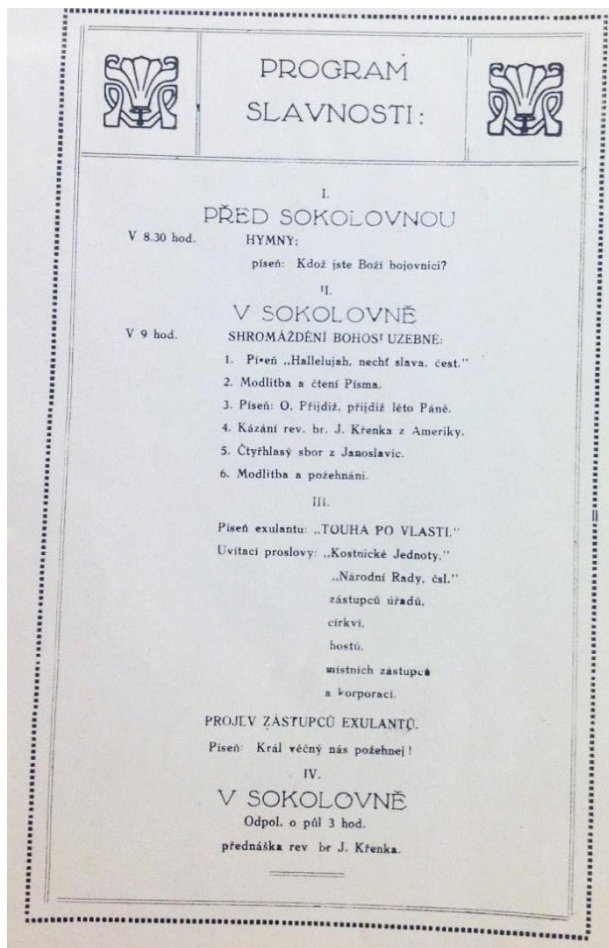 PROGRAM
SLAVNOSTI:
I.
PŘED SOKOLOVNOU
V 8.30 hod. HYMNY:
píseň: Kdož jste Boží bojovníci?
II.
V SOKOLOVNĚ
V 9 hod. SHROMÁŽDĚNÍ BOHOSLUZEBNÉ:
1. Píseň „Hallelujah, nechť slava, čest."
2. Modlitba a čtení Písma.
3. Píseň: O, Přijdiž, přijdiž léto Páně.
4. Kázání rev. br. J. Křenka z Ameriky.
5. Čtyřhlasý sbor z Janoslavic.
6. Modlitba a požehnání.
III.
Píseň exulantu: „TOUHA PO VLASTI."
Uvítací proslovy: „Kostnické Jednoty,"
„Národní Rady, čsl."
zástupců úřadů,
církví,
hostů,
místních zástupců
a korporací.
PROJEV ZÁSTUPCŮ EXULANTŮ.
Píseň: Král věčný nás požehnej!
IV.
V SOKOLOVNĚ
Odpol. o půl 3 hod.
přednáška rev br J. Křenka.